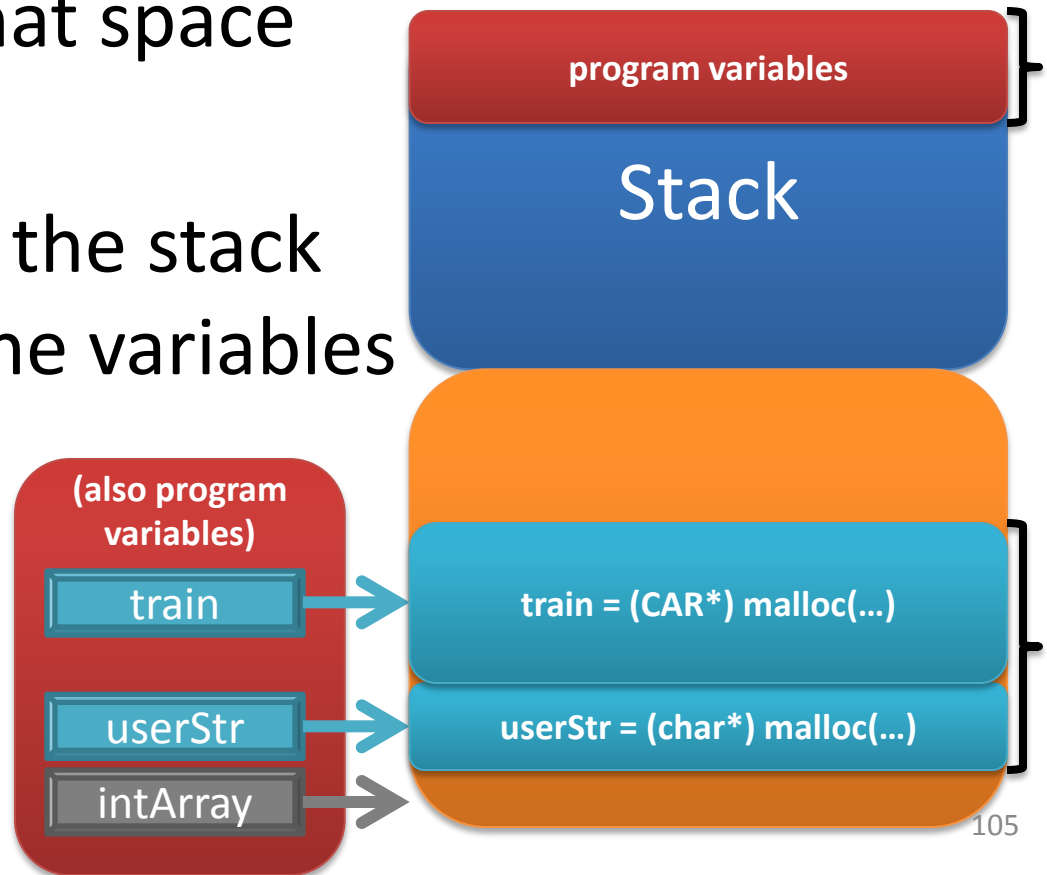 space
program variables
Stack
the stack
variables
(also program
variables)
train
train = (CAR*) malloc(…)
userStr
userStr = (char*) malloc(…)
intArray
105